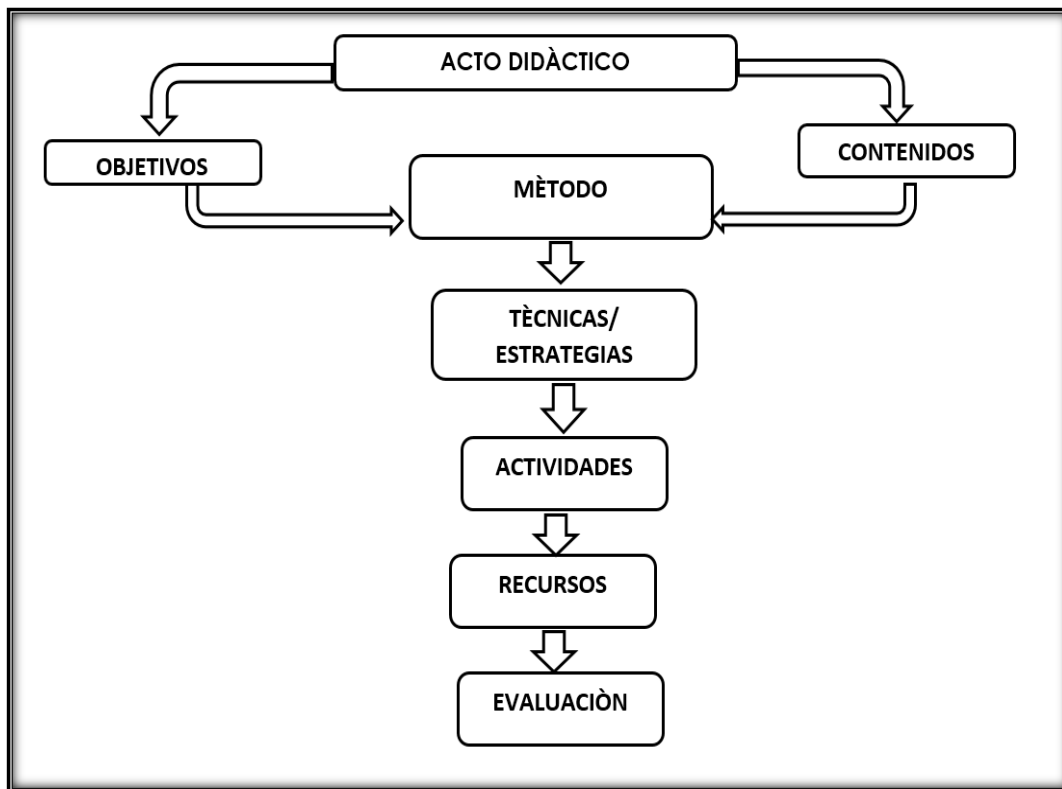 ACTO DIDÀCTICO
OBJETIVOS
CONTENIDOS
MÈTODO
TÈCNICAS/
ESTRATEGIAS
ACTIVIDADES
RECURSOS
EVALUACIÒN